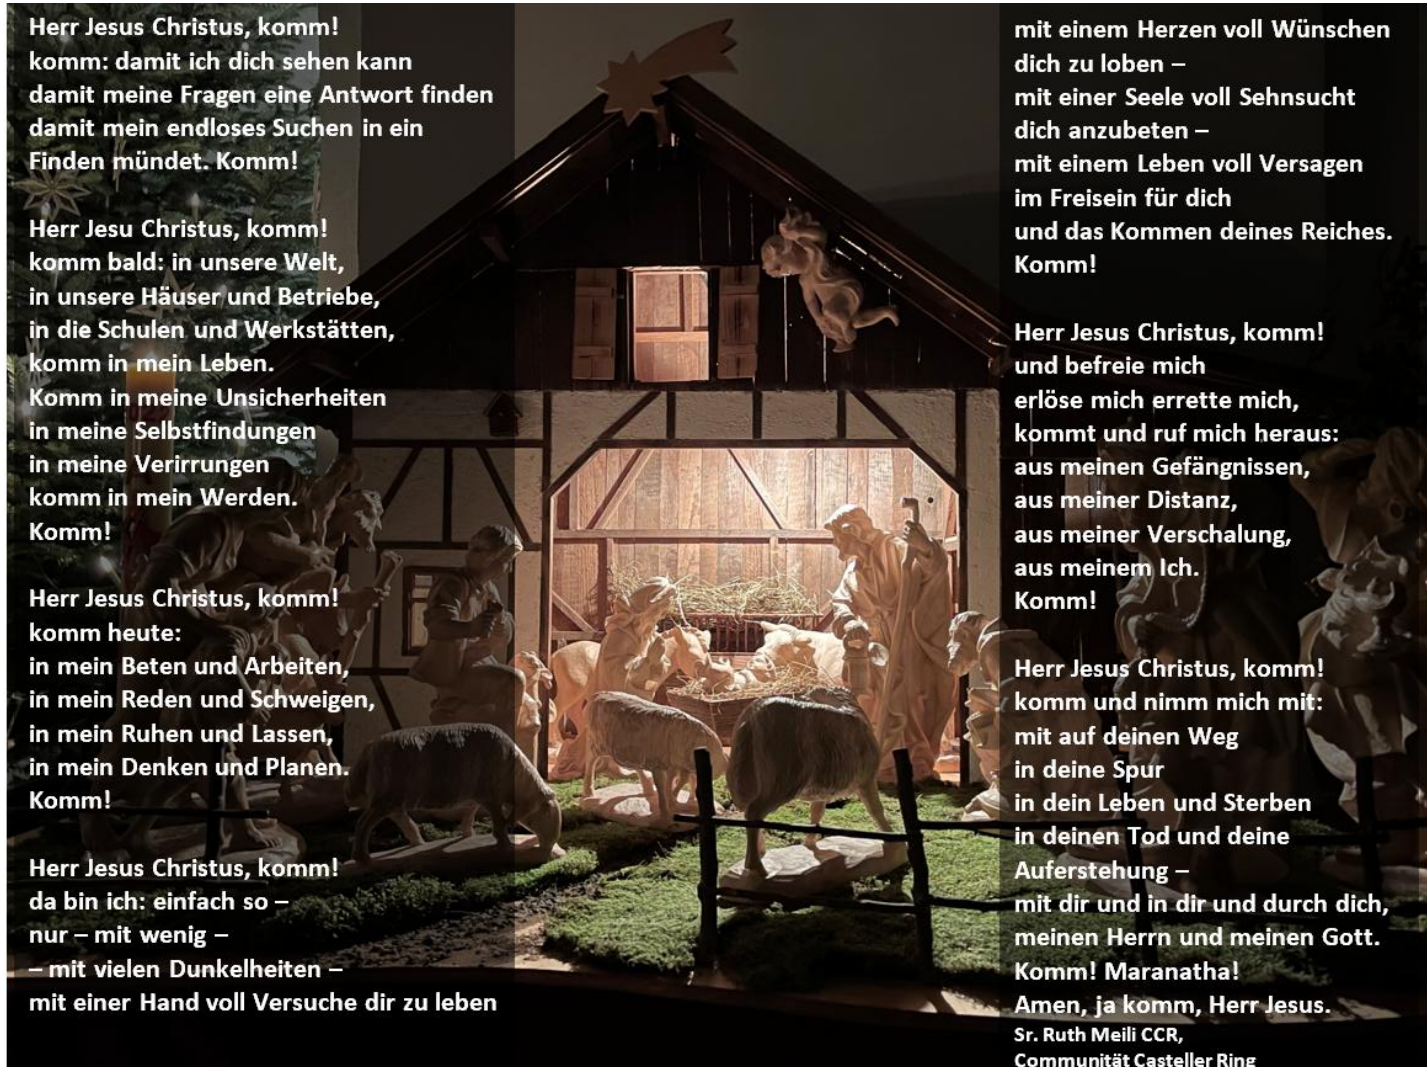 Herr Jesus Christus, komm!
komm: damit ich dich sehen kann
damit meine Fragen eine Antwort finden
damit mein endloses Suchen in ein
Finden mündet. Komm!

Herr Jesu Christus, komm!
komm bald: in unsere Welt,
in unsere Häuser und Betriebe,
in die Schulen und Werkstätten,
komm in mein Leben.
Komm in meine Unsicherheiten
in meine Selbstfindungen
in meine Verirrungen
komm in mein Werden.
Komm!

Herr Jesus Christus, komm!
komm heute:
in mein Beten und Arbeiten,
in mein Reden und Schweigen,
in mein Ruhen und Lassen,
in mein Denken und Planen.
Komm!

Herr Jesus Christus, komm!
da bin ich: einfach so –
nur – mit wenig –
– mit vielen Dunkelheiten –
mit einer Hand voll Versuche dir zu leben
mit einem Herzen voll Wünschen
dich zu loben –
mit einer Seele voll Sehnsucht
dich anzubeten –
mit einem Leben voll Versagen
im Freisein für dich
und das Kommen deines Reiches.
Komm!

Herr Jesus Christus, komm!
und befreie mich
erlöse mich errette mich,
kommt und ruf mich heraus:
aus meinen Gefängnissen,
aus meiner Distanz,
aus meiner Verschalung,
aus meinem Ich.
Komm!

Herr Jesus Christus, komm!
komm und nimm mich mit:
mit auf deinen Weg
in deine Spur
in dein Leben und Sterben
in deinen Tod und deine
Auferstehung –
mit dir und in dir und durch dich,
meinen Herrn und meinen Gott.
Komm! Maranatha!
Amen, ja komm, Herr Jesus.
Sr. Ruth Meili CCR,
Communität Casteller Ring